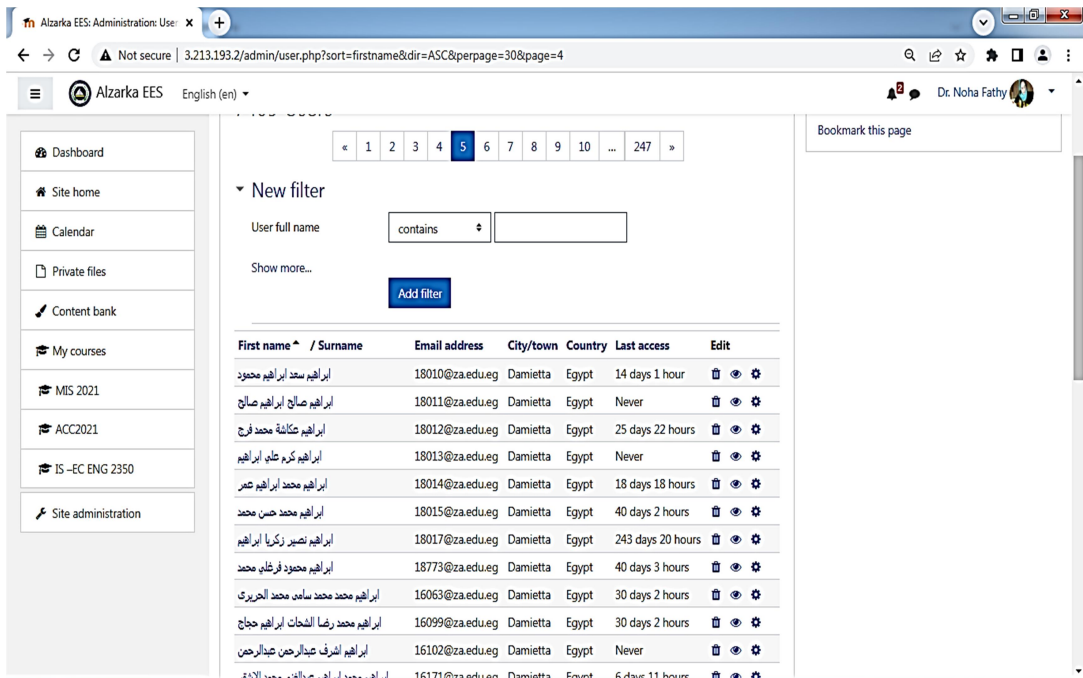 Alzarka EES: Administration: User
Not secure 3.213.193.2/admin/user.php?sort=firstname&dir=ASC&perpage=30&page=4
Alzarka EES English (en)
2 Dr. Noha Fathy
Bookmark this page
Dashboard
Site home
Calendar
Private files
Content bank
My courses
MIS 2021
ACC2021
IS –EC ENG 2350
Site administration
« 1 2 3 4 5 6 7 8 9 10 ... 247 »
New filter
User full name contains
Show more...
Add filter
First name / Surname Email address City/town Country Last access Edit
ابراهيم سعد ابراهيم محمود 18010@za.edu.eg Damietta Egypt 14 days 1 hour
ابراهيم صالح ابراهيم صالح 18011@za.edu.eg Damietta Egypt Never
ابراهيم عكاشة محمد فرج 18012@za.edu.eg Damietta Egypt 25 days 22 hours
ابراهيم كرم علي ابراهيم 18013@za.edu.eg Damietta Egypt Never
ابراهيم محمد ابراهيم عمر 18014@za.edu.eg Damietta Egypt 18 days 18 hours
ابراهيم محمد حسن محمد 18015@za.edu.eg Damietta Egypt 40 days 2 hours
ابراهيم نصير زكريا ابراهيم 18017@za.edu.eg Damietta Egypt 243 days 20 hours
ابراهيم محمود فرغلي محمد 18773@za.edu.eg Damietta Egypt 40 days 3 hours
ابراهيم محمد محمد سامى محمد الحريرى 16063@za.edu.eg Damietta Egypt 30 days 2 hours
ابراهيم محمد رضا الشحات ابراهيم حجاج 16099@za.edu.eg Damietta Egypt 30 days 2 hours
ابراهيم اشرف عبدالرحمن عبدالرحمن 16102@za.edu.eg Damietta Egypt Never
16171@za.edu.eg Damietta Egypt 6 days 11 hours